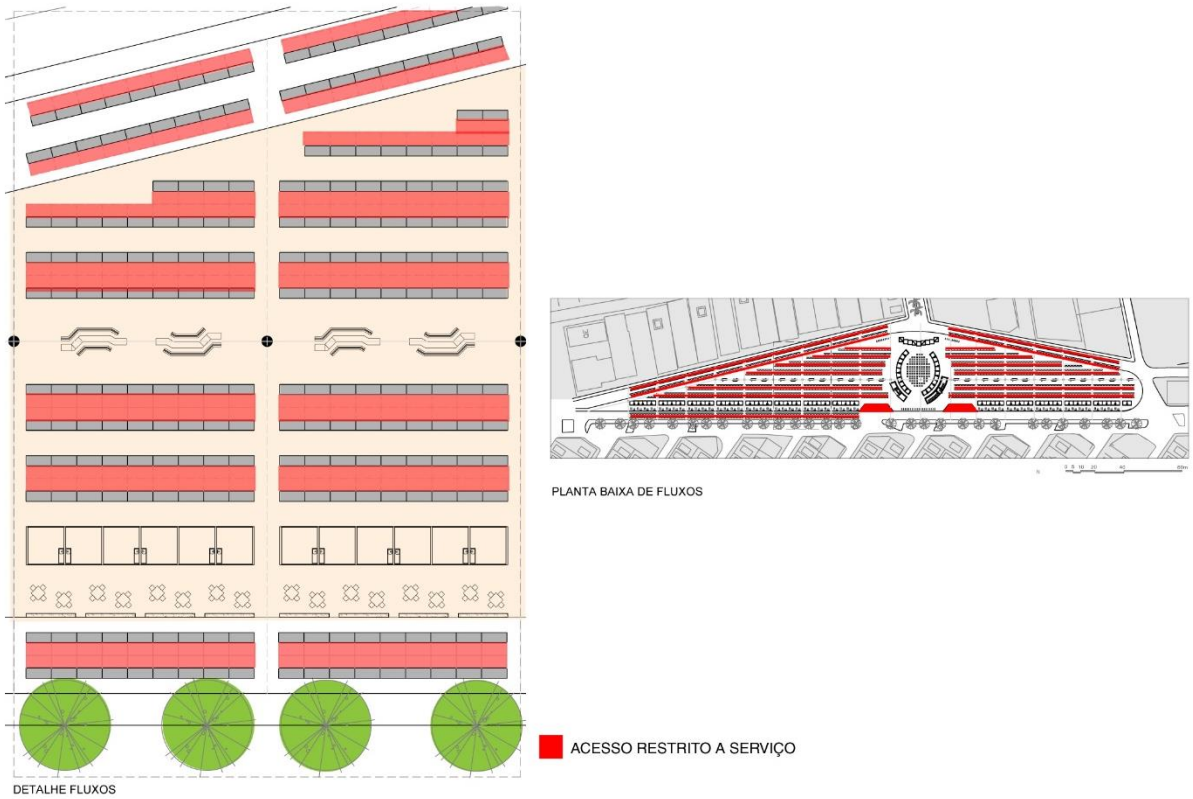 PLANTA BAIXA DE FLUXOS
ACESSO RESTRITO A SERVIÇO
DETALHE FLUXOS